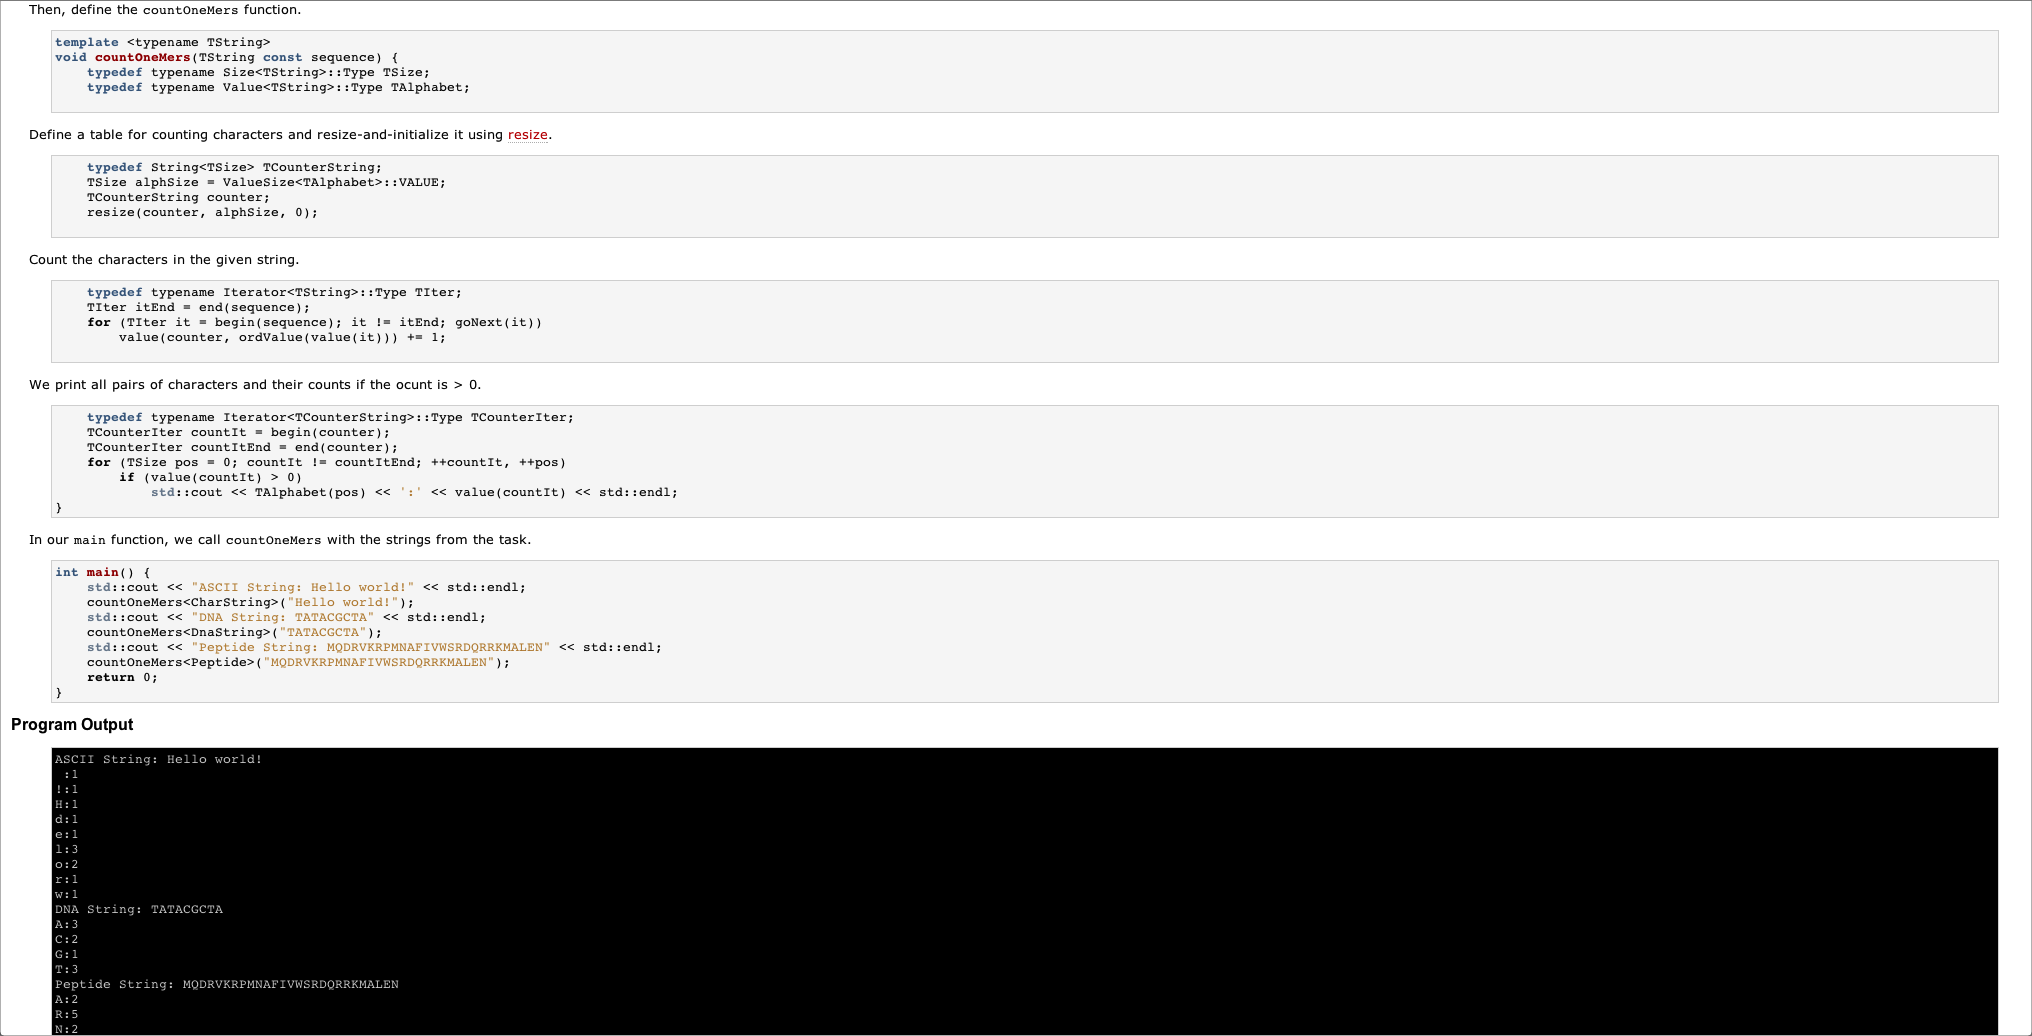 Then, define the countOneMers function.
template <typename TString>
void countOneMers(TString const sequence) {
    typedef typename Size<TString>::Type TSize;
    typedef typename Value<TString>::Type TAlphabet;
Define a table for counting characters and resize-and-initialize it using resize.
    typedef String<TSize> TCounterString;
    TSize alphSize = ValueSize<TAlphabet>::VALUE;
    TCounterString counter;
    resize(counter, alphSize, 0);
Count the characters in the given string.
    typedef typename Iterator<TString>::Type TIter;
    TIter itEnd = end(sequence);
    for (TIter it = begin(sequence); it != itEnd; goNext(it))
        value(counter, ordValue(value(it))) += 1;
We print all pairs of characters and their counts if the ocunt is > 0.
    typedef typename Iterator<TCounterString>::Type TCounterIter;
    TCounterIter countIt = begin(counter);
    TCounterIter countItEnd = end(counter);
    for (TSize pos = 0; countIt != countItEnd; ++countIt, ++pos)
        if (value(countIt) > 0)
            std::cout << TAlphabet(pos) << ':' << value(countIt) << std::endl;
}
In our main function, we call countOneMers with the strings from the task.
int main() {
    std::cout << "ASCII String: Hello world!" << std::endl;
    countOneMers<CharString>("Hello world!");
    std::cout << "DNA String: TATACGCTA" << std::endl;
    countOneMers<DnaString>("TATACGCTA");
    std::cout << "Peptide String: MQDRVKRPMNAFIVWSRDQRRKMALEN" << std::endl;
    countOneMers<Peptide>("MQDRVKRPMNAFIVWSRDQRRKMALEN");
    return 0;
}
Program Output
ASCII String: Hello world!
 :1
!:1
H:1
d:1
e:1
l:3
o:2
r:1
w:1
DNA String: TATACGCTA
A:3
C:2
G:1
T:3
Peptide String: MQDRVKRPMNAFIVWSRDQRRKMALEN
A:2
R:5
N:2